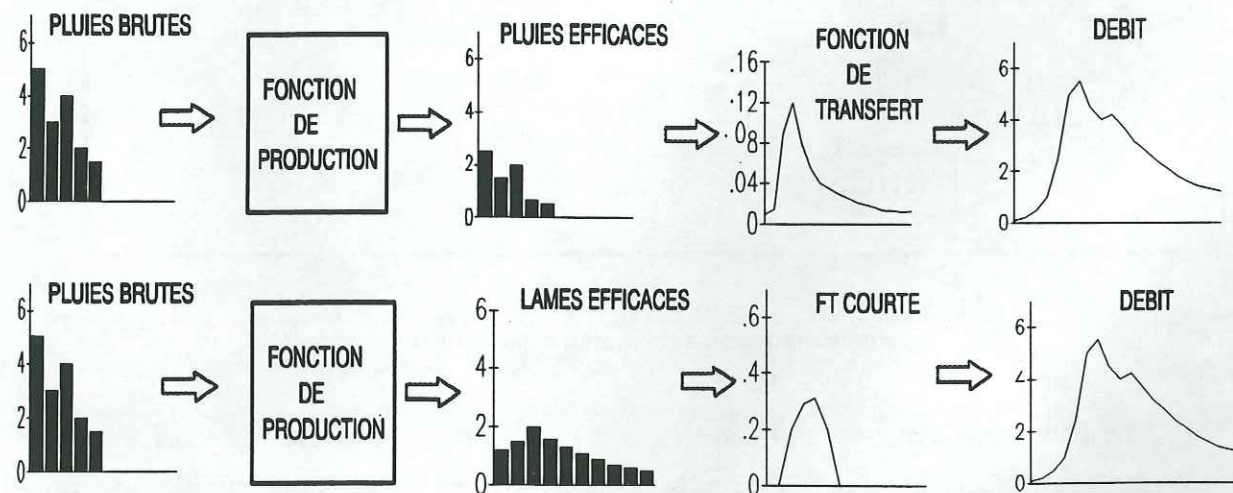 PLUIES BRUTES
6
4
2
0
FONCTION
DE
PRODUCTION
PLUIES EFFICACES
6
4
2
0
FONCTION
DE
TRANSFERT
.16
.12
.0
.04
0
DEBIT
6
4
2
0
PLUIES BRUTES
6
4
2
0
FONCTION
DE
PRODUCTION
LAMES EFFICACES
6
4
2
0
FT COURTE
.6
.4
.2
0
DEBIT
6
4
2
0